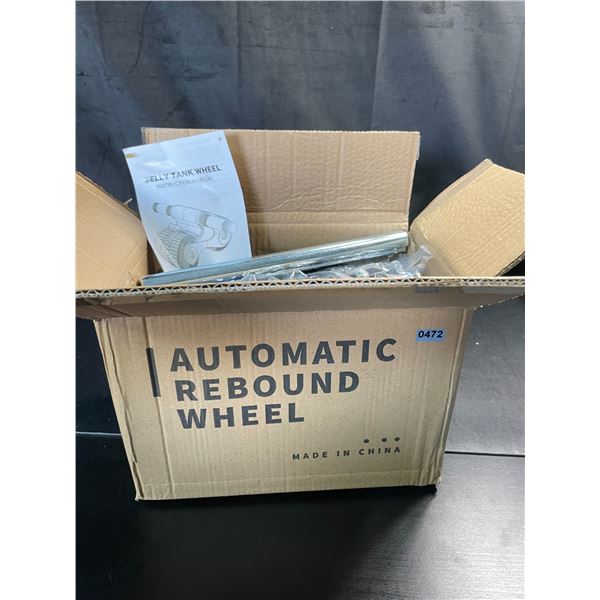 BELLY TANK WHEEL
INSTRUCTION MANUAL
0472
AUTOMATIC
REBOUND
WHEEL
MADE IN CHINA